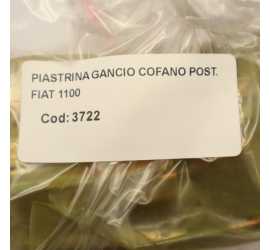 PIASTRINA GANCIO COFANO POST.
FIAT 1100
Cod: 3722